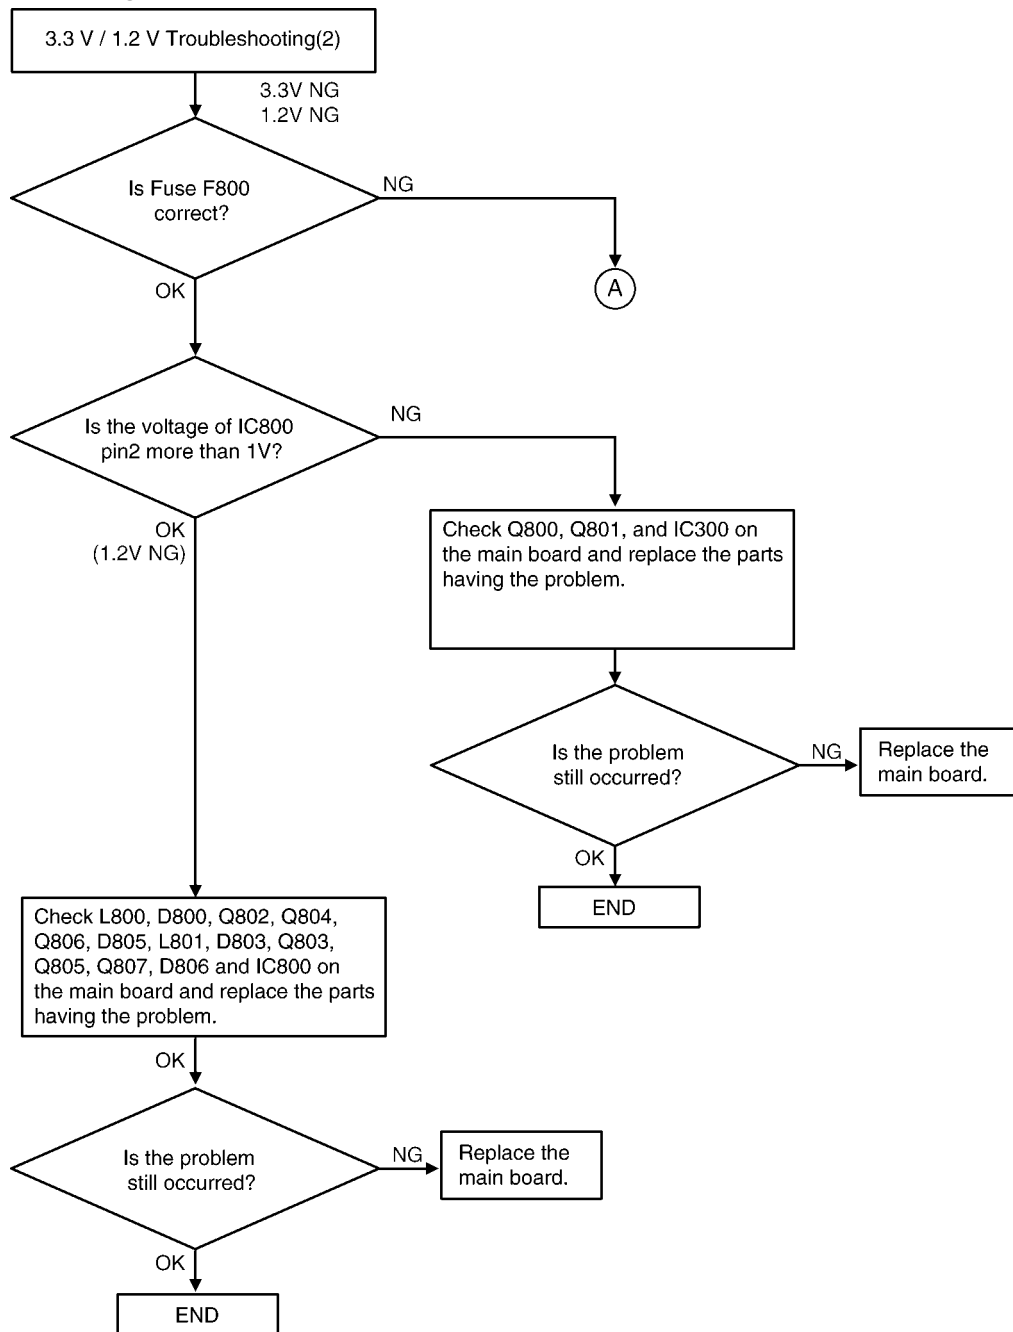 3.3 V / 1.2 V Troubleshooting(2)
3.3V NG
1.2V NG
Is Fuse F800
correct?
NG
A
OK
Is the voltage of IC800
pin2 more than 1V?
NG
OK
(1.2V NG)
Check Q800, Q801, and IC300 on
the main board and replace the parts
having the problem.
Is the problem
still occurred?
NG
Replace the
main board.
OK
END
Check L800, D800, Q802, Q804,
Q806, D805, L801, D803, Q803,
Q805, Q807, D806 and IC800 on
the main board and replace the parts
having the problem.
OK
Is the problem
still occurred?
NG
Replace the
main board.
OK
END